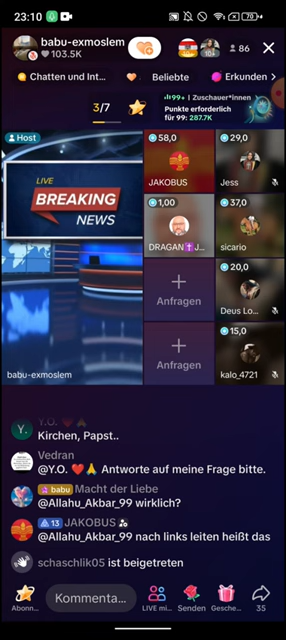 23:10
70
babu-exmoslem
103.5K
86
Chatten und Int...
Beliebte
Erkunden
3/7
99+ | Zuschauer*innen
Punkte erforderlich
für 99: 287.7K
Host
LIVE
BREAKING
NEWS
babu-exmoslem
58,0
JAKOBUS
29,0
Jess
1,00
DRAGAN✝️J...
37,0
sicario
+
Anfragen
20,0
Deus Lo...
+
Anfragen
15,0
kalo_4721
Y.
Y.O. ❤️🙏
Kirchen, Papst..
Vedran
@Y.O. ❤️🙏 Antworte auf meine Frage bitte.
babu Macht der Liebe
@Allahu_Akbar_99 wirklich?
13 JAKOBUS
@Allahu_Akbar_99 nach links leiten heißt das
schaschlik05 ist beigetreten
Abonn...
Kommenta...
LIVE mi...
Senden
Gesche...
35